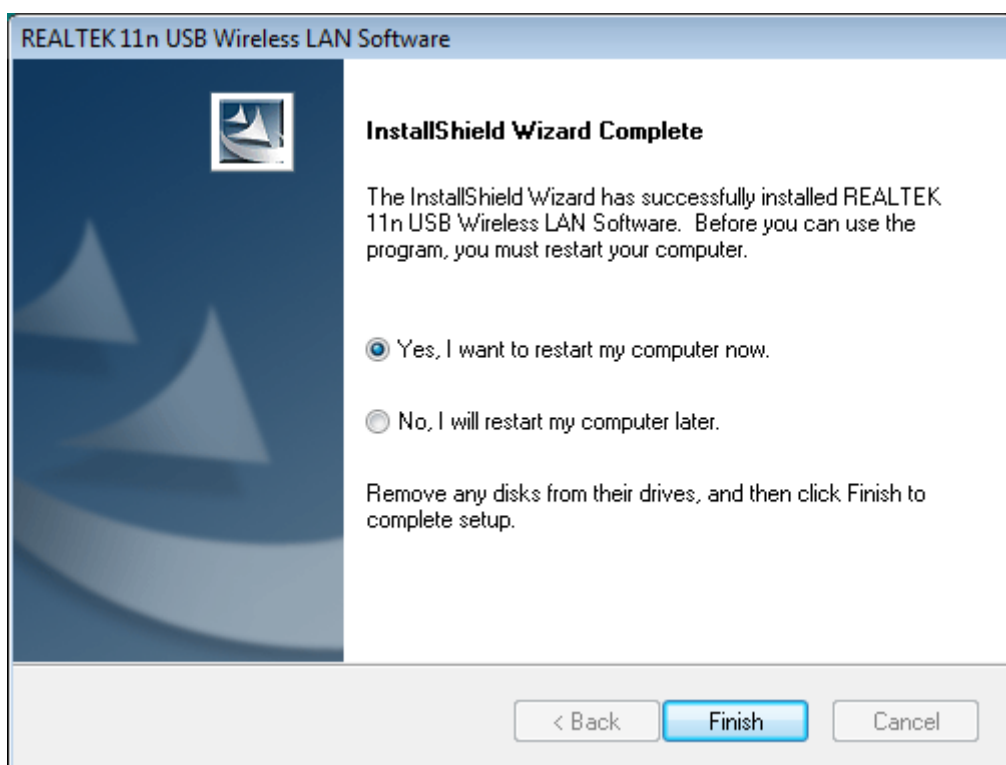 REALTEK 11n USB Wireless LAN Software
InstallShield Wizard Complete
The InstallShield Wizard has successfully installed REALTEK
11n USB Wireless LAN Software.  Before you can use the
program, you must restart your computer.
Yes, I want to restart my computer now.
No, I will restart my computer later.
Remove any disks from their drives, and then click Finish to
complete setup.
< Back Finish Cancel